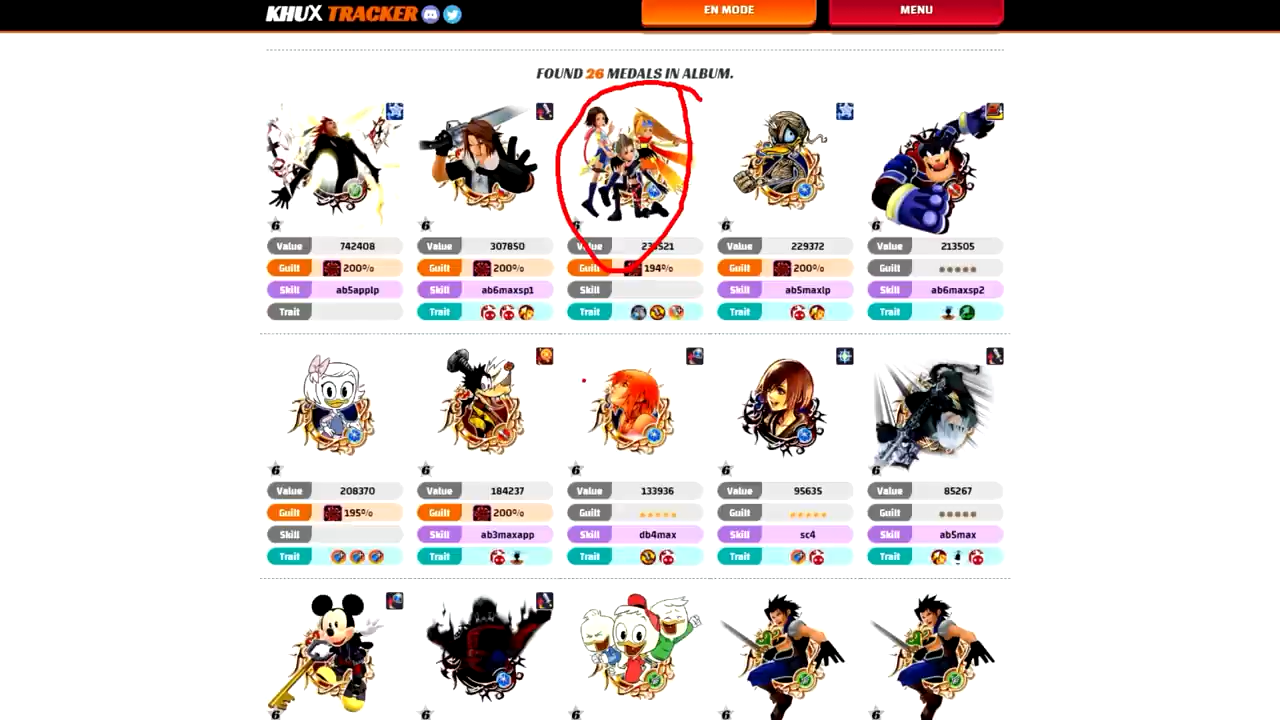 KHUX TRACKER
EN MODE
MENU
FOUND 26 MEDALS IN ALBUM.
6 6 6 6 6
Value 742408 Value 307850 Value Value 229372 Value 213505
Guilt 200% Guilt 200% Guilt 194% Guilt 200% Guilt
Skill ab5applp Skill ab6maxsp1 Skill Skill ab5maxlp Skill ab6maxsp2
Trait Trait Trait Trait Trait
6 6 6 6 6
Value 208370 Value 184237 Value 133936 Value 95635 Value 85267
Guilt 195% Guilt 200% Guilt Guilt Guilt
Skill Skill ab3maxapp Skill db4max Skill sc4 Skill ab5max
Trait Trait Trait Trait Trait
6 6 6 6 6